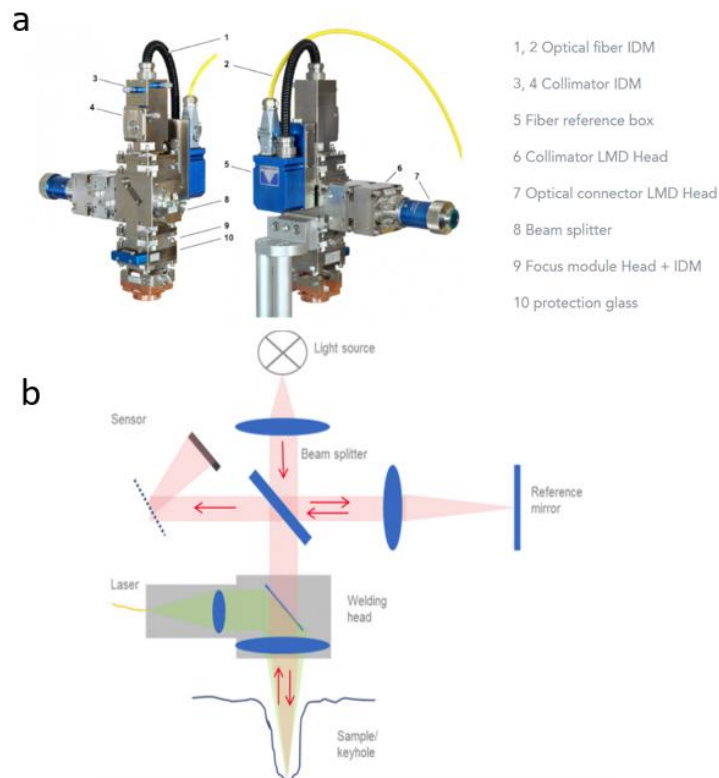 a
1
2
3
4
5
6
7
8
9
10
1, 2 Optical fiber IDM
3, 4 Collimator IDM
5 Fiber reference box
6 Collimator LMD Head
7 Optical connector LMD Head
8 Beam splitter
9 Focus module Head + IDM
10 protection glass
b
Light source
Sensor
Beam splitter
Reference
mirror
Laser
Welding
head
Sample/
keyhole